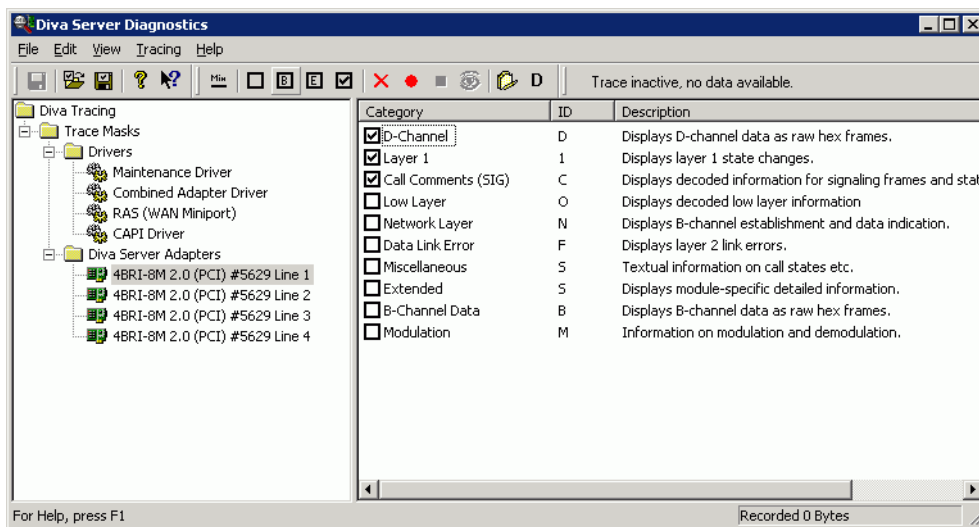 Diva Server Diagnostics
File Edit View Tracing Help
Min B E D Trace inactive, no data available.
Diva Tracing
Trace Masks
Drivers
Maintenance Driver
Combined Adapter Driver
RAS (WAN Miniport)
CAPI Driver
Diva Server Adapters
4BRI-8M 2.0 (PCI) #5629 Line 1
4BRI-8M 2.0 (PCI) #5629 Line 2
4BRI-8M 2.0 (PCI) #5629 Line 3
4BRI-8M 2.0 (PCI) #5629 Line 4
Category ID Description
D-Channel D Displays D-channel data as raw hex frames.
Layer 1 1 Displays layer 1 state changes.
Call Comments (SIG) C Displays decoded information for signaling frames and stat
Low Layer O Displays decoded low layer information
Network Layer N Displays B-channel establishment and data indication.
Data Link Error F Displays layer 2 link errors.
Miscellaneous S Textual information on call states etc.
Extended S Displays module-specific detailed information.
B-Channel Data B Displays B-channel data as raw hex frames.
Modulation M Information on modulation and demodulation.
For Help, press F1 Recorded 0 Bytes